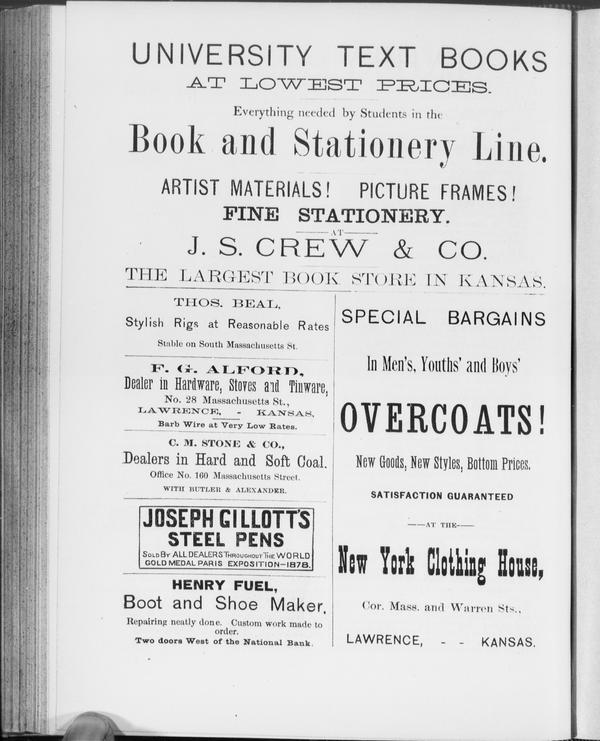 UNIVERSITY TEXT BOOKS
AT LOWEST PRICES.
Everything needed by Students in the
Book and Stationery Line.
ARTIST MATERIALS! PICTURE FRAMES!
FINE STATIONERY.
AT
J. S. CREW & CO.
THE LARGEST BOOK STORE IN KANSAS.
THOS. BEAL,
Stylish Rigs at Reasonable Rates
Stable on South Massachusetts St.
F. G. ALFORD,
Dealer in Hardware, Stoves and Tinware,
No. 28 Massachusetts St.,
LAWRENCE, - KANSAS,
Barb Wire at Very Low Rates.
C. M. STONE & CO.,
Dealers in Hard and Soft Coal.
Office No. 160 Massachusetts Street.
WITH BUTLER & ALEXANDER.
JOSEPH GILLOTT'S
STEEL PENS
SOLD BY ALL DEALERS THROUGHOUT THE WORLD
GOLD MEDAL PARIS EXPOSITION-1878.
HENRY FUEL,
Boot and Shoe Maker,
Repairing neatly done. Custom work made to
order.
Two doors West of the National Bank.
SPECIAL BARGAINS
In Men's, Youths' and Boys'
OVERCOATS!
New Goods, New Styles, Bottom Prices.
SATISFACTION GUARANTEED
AT THE
New York Clothing House,
Cor. Mass. and Warren Sts.,
LAWRENCE, - - KANSAS.